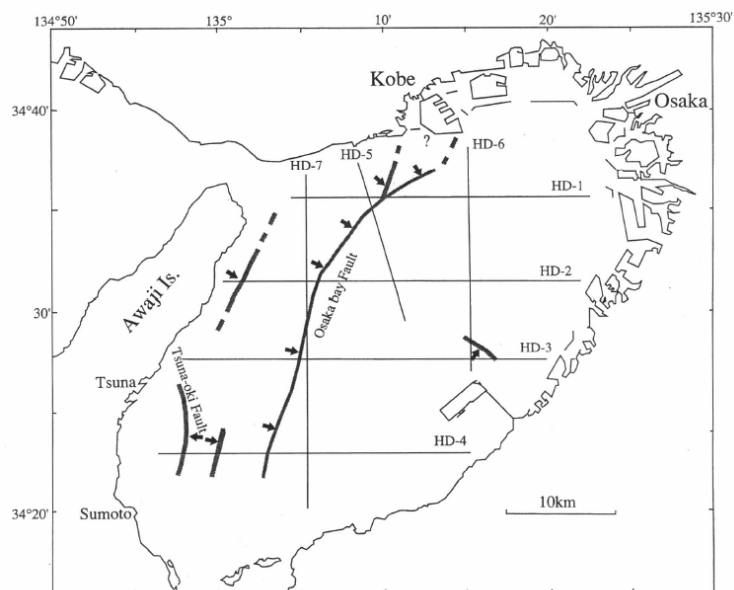 134°50'
135°
10'
20'
135°30'
Kobe
34°40'
Osaka
?
HD-7
HD-5
HD-6
HD-1
Awaji Is.
HD-2
30'
Osaka bay Fault
HD-3
Tsuna
Tsuna-oki Fault
HD-4
10km
34°20'
Sumoto